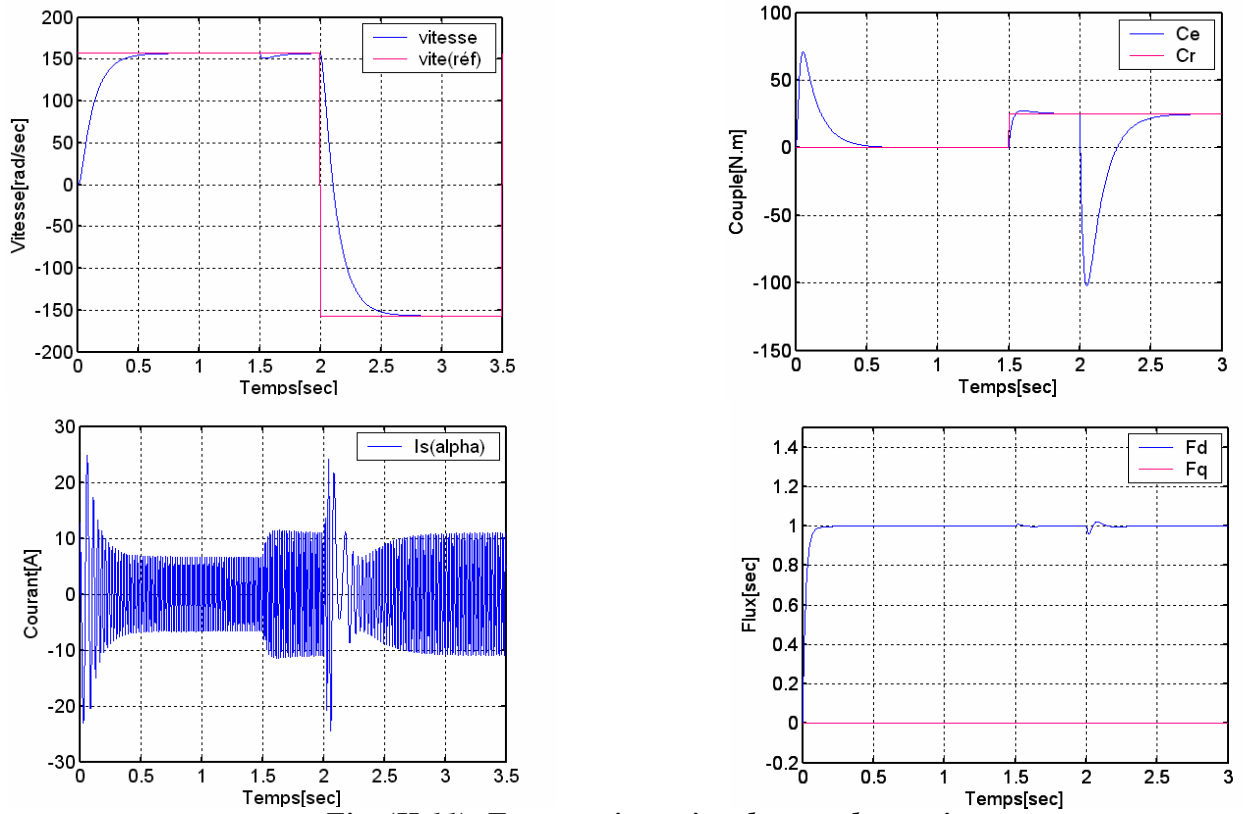 200
150
100
50
0
-50
-100
-150
-200
Vitesse[rad/sec]
vitesse
vite(réf)
0 0.5 1 1.5 2 2.5 3 3.5
Temps[sec]
100
50
0
-50
-100
-150
Couple[N.m]
Ce
Cr
0 0.5 1 1.5 2 2.5 3
Temps[sec]
30
20
10
0
-10
-20
-30
Courant[A]
Is(alpha)
0 0.5 1 1.5 2 2.5 3 3.5
Temps[sec]
1.4
1.2
1
0.8
0.6
0.4
0.2
0
-0.2
Flux[sec]
Fd
Fq
0 0.5 1 1.5 2 2.5 3
Temps[sec]